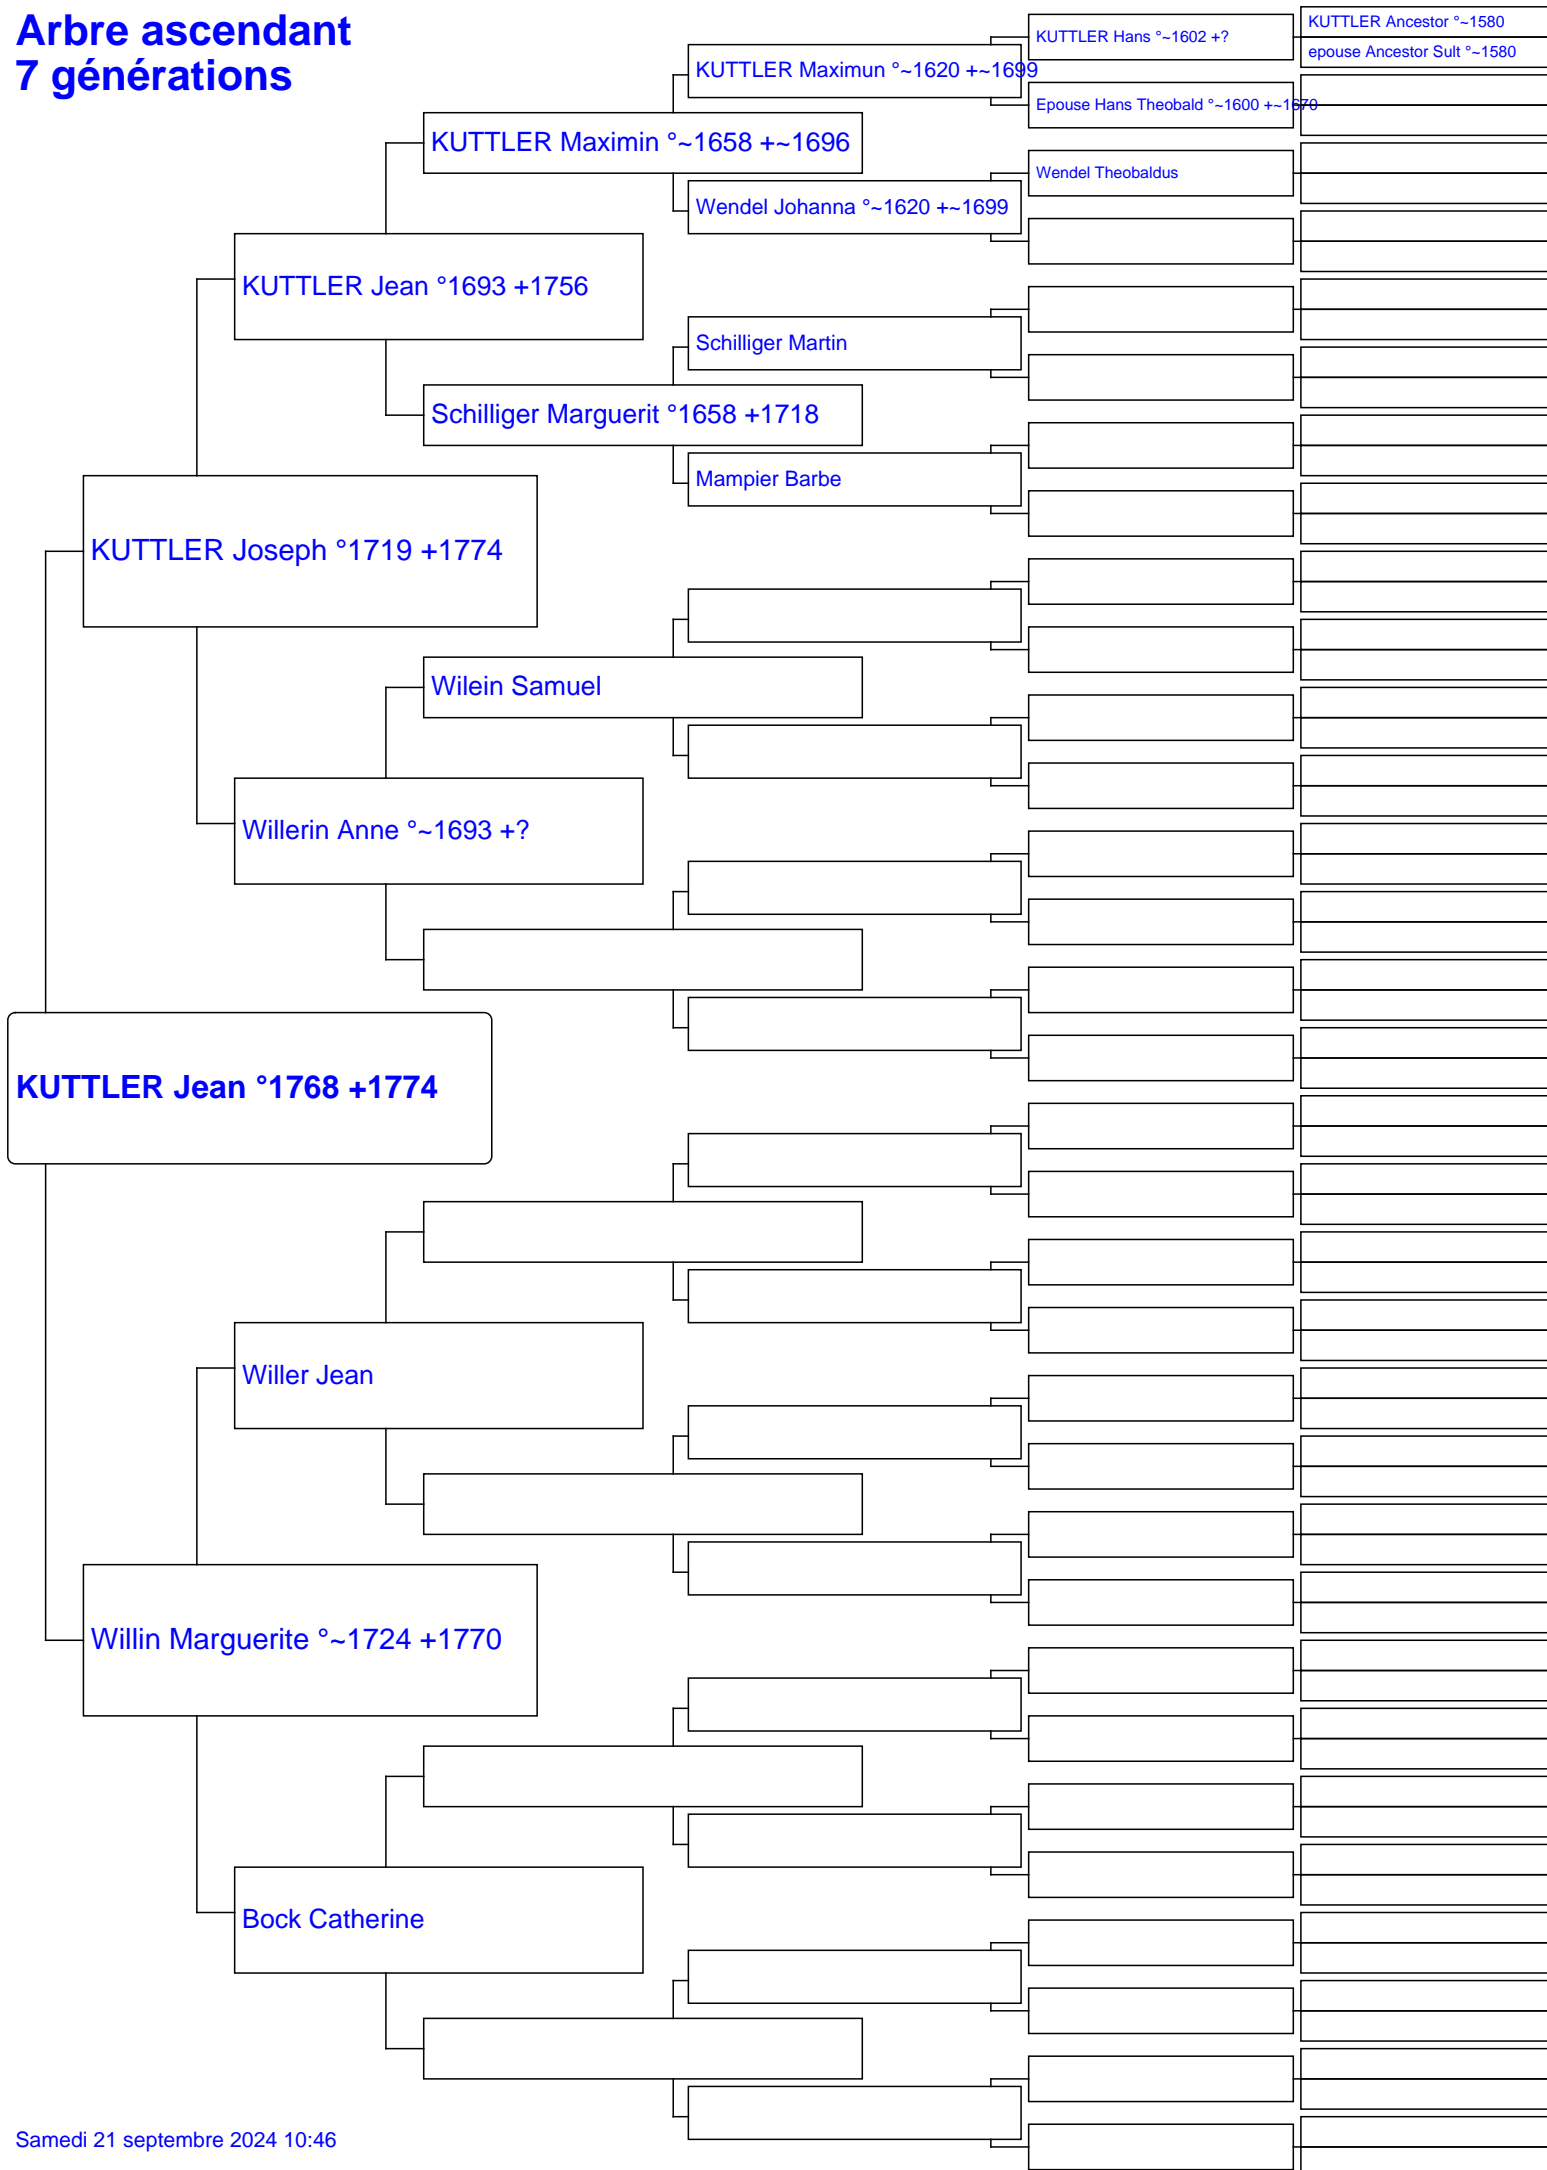 Arbre ascendant
7 générations
KUTTLER Ancestor °~1580
epouse Ancestor Sult °~1580
KUTTLER Hans °~1602 +?
KUTTLER Maximun °~1620 +~1699
Epouse Hans Theobald °~1600 +~1670
KUTTLER Maximin °~1658 +~1696
Wendel Theobaldus
Wendel Johanna °~1620 +~1699
KUTTLER Jean °1693 +1756
Schilliger Martin
Schilliger Marguerit °1658 +1718
Mampier Barbe
KUTTLER Joseph °1719 +1774
Wilein Samuel
Willerin Anne °~1693 +?
KUTTLER Jean °1768 +1774
Willer Jean
Willin Marguerite °~1724 +1770
Bock Catherine
Samedi 21 septembre 2024 10:46